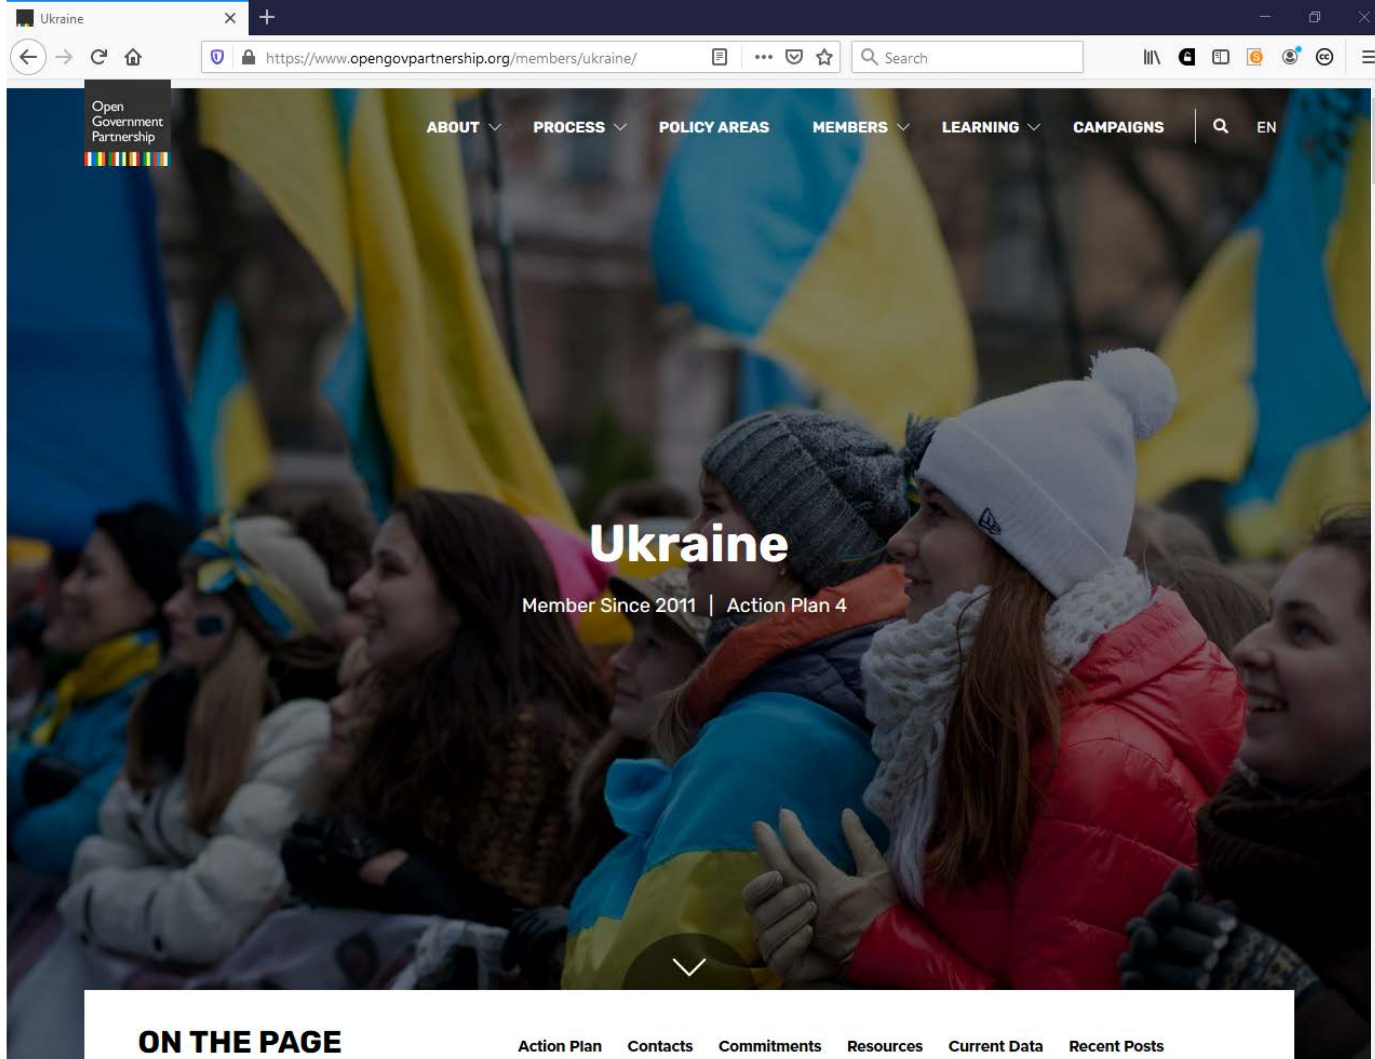 Ukraine
https://www.opengovpartnership.org/members/ukraine/
Search
Open
Government
Partnership
ABOUT PROCESS POLICY AREAS MEMBERS LEARNING CAMPAIGNS EN
Ukraine
Member Since 2011 | Action Plan 4
ON THE PAGE
Action Plan Contacts Commitments Resources Current Data Recent Posts